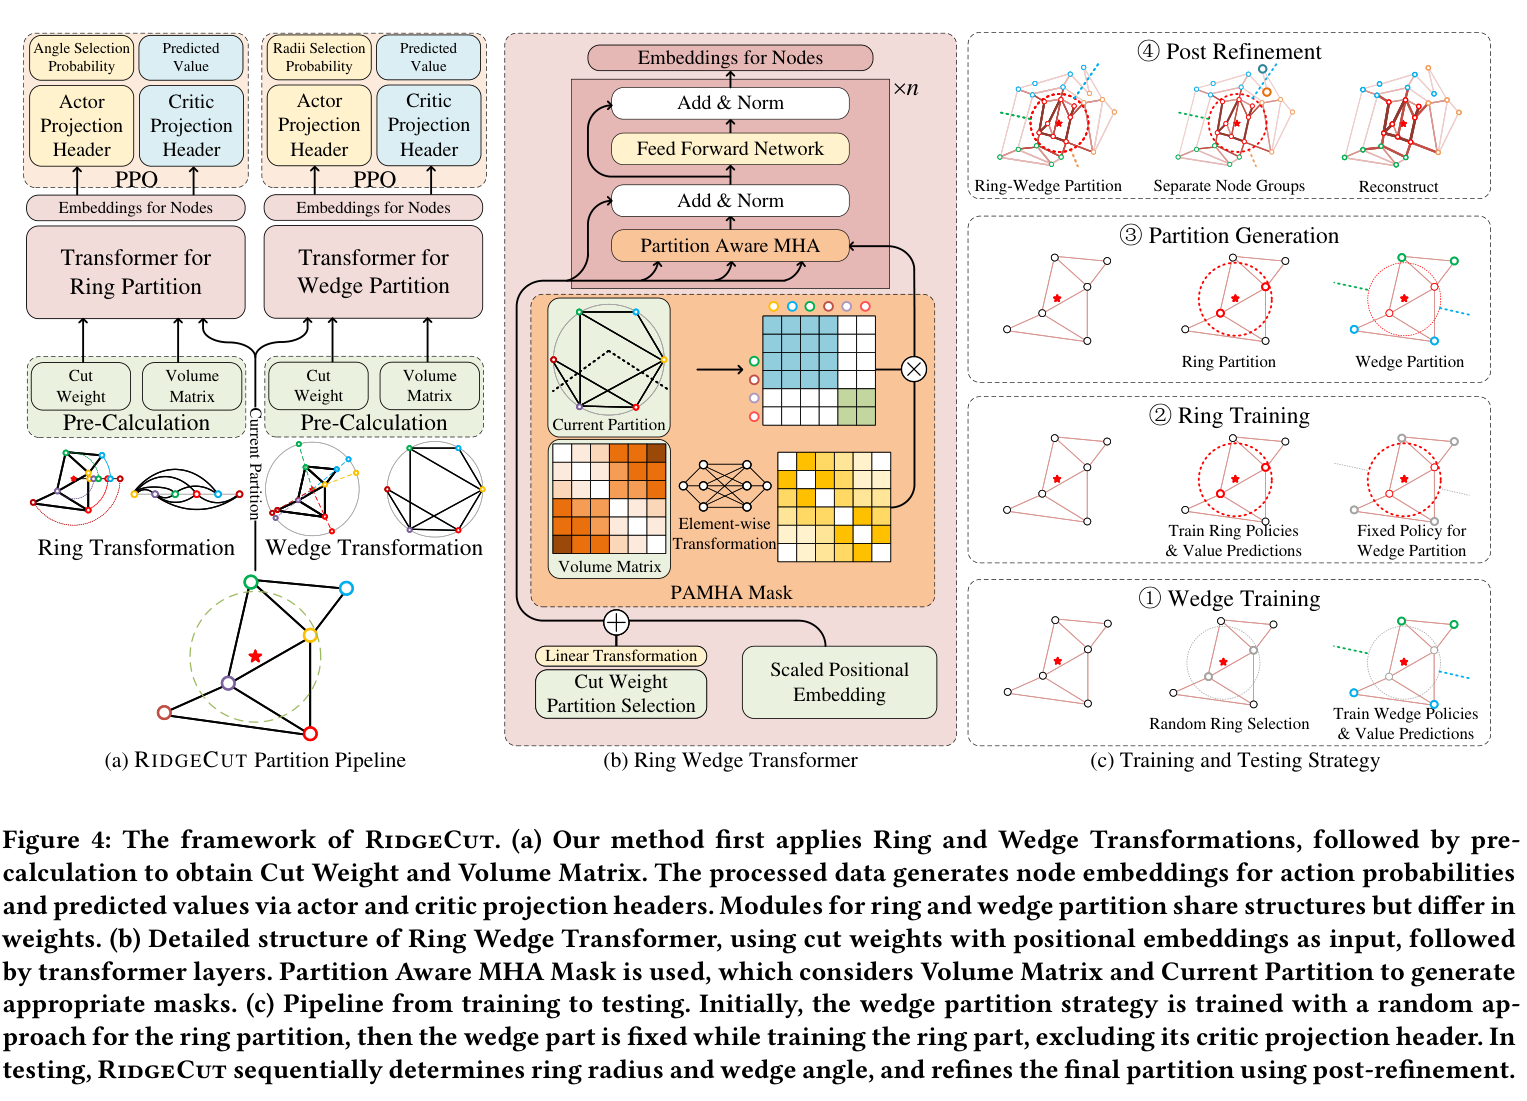 Angle Selection
Probability
Predicted
Value
Actor
Projection
Header
Critic
Projection
Header
PPO
Embeddings for Nodes
Transformer for
Ring Partition
Cut
Weight
Volume
Matrix
Pre-Calculation
Ring Transformation
Radii Selection
Probability
Predicted
Value
Actor
Projection
Header
Critic
Projection
Header
PPO
Embeddings for Nodes
Transformer for
Wedge Partition
Cut
Weight
Volume
Matrix
Pre-Calculation
Wedge Transformation
Current Partition
(a) RIDGECUT Partition Pipeline
Embeddings for Nodes
×n
Add & Norm
Feed Forward Network
Add & Norm
Partition Aware MHA
Current Partition
Volume Matrix
Element-wise
Transformation
PAMHA Mask
Linear Transformation
Cut Weight
Partition Selection
Scaled Positional
Embedding
(b) Ring Wedge Transformer
④ Post Refinement
Ring-Wedge Partition
Separate Node Groups
Reconstruct
③ Partition Generation
Ring Partition
Wedge Partition
② Ring Training
Train Ring Policies
& Value Predictions
Fixed Policy for
Wedge Partition
① Wedge Training
Random Ring Selection
Train Wedge Policies
& Value Predictions
(c) Training and Testing Strategy
Figure 4: The framework of RIDGECUT. (a) Our method first applies Ring and Wedge Transformations, followed by pre-
calculation to obtain Cut Weight and Volume Matrix. The processed data generates node embeddings for action probabilities
and predicted values via actor and critic projection headers. Modules for ring and wedge partition share structures but differ in
weights. (b) Detailed structure of Ring Wedge Transformer, using cut weights with positional embeddings as input, followed
by transformer layers. Partition Aware MHA Mask is used, which considers Volume Matrix and Current Partition to generate
appropriate masks. (c) Pipeline from training to testing. Initially, the wedge partition strategy is trained with a random ap-
proach for the ring partition, then the wedge part is fixed while training the ring part, excluding its critic projection header. In
testing, RIDGECUT sequentially determines ring radius and wedge angle, and refines the final partition using post-refinement.